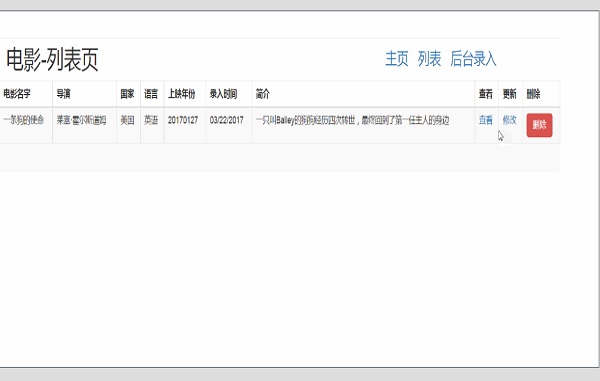 电影-列表页
主页 列表 后台录入
电影名字 导演 国家 语言 上映年份 录入时间 简介 查看 更新 删除
一条狗的使命 莱塞·霍尔斯道姆 美国 英语 20170127 03/22/2017 一只叫Bailey的狗狗经历四次转世，最终回到了第一任主人的身边 查看 修改 删除